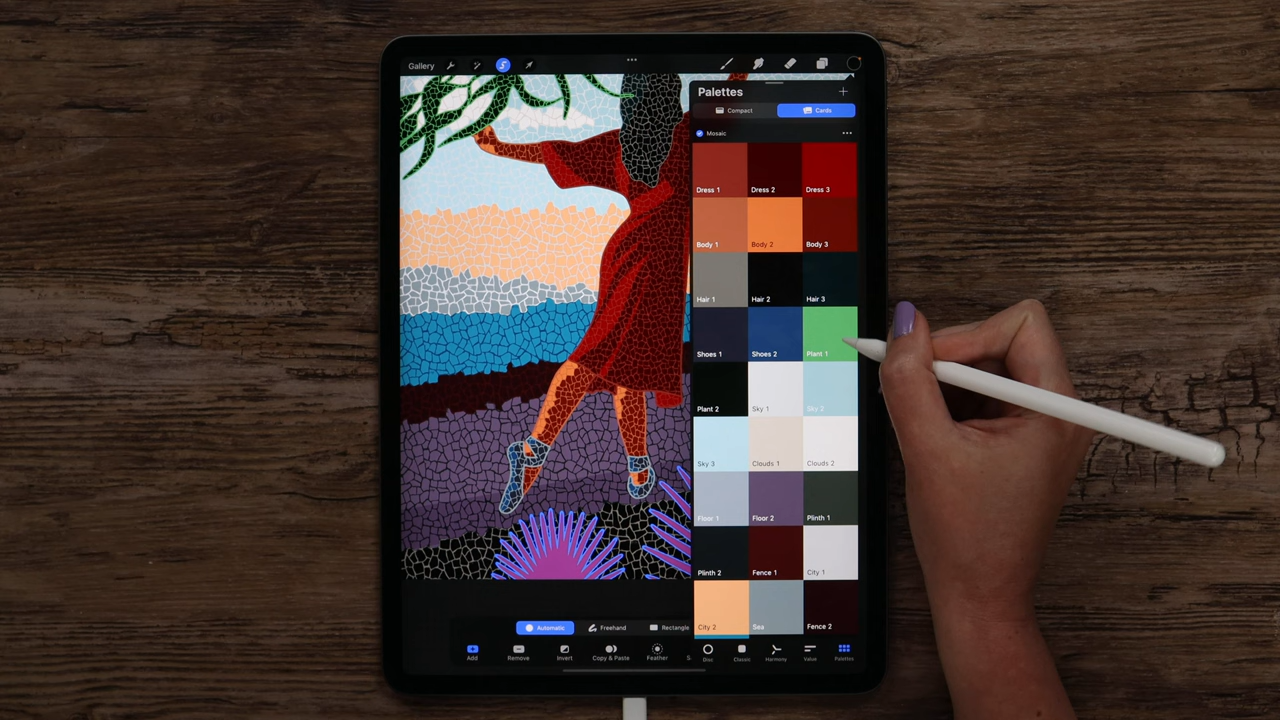 Gallery
Palettes
Compact
Cards
Mosaic
Dress 1
Dress 2
Dress 3
Body 1
Body 2
Body 3
Hair 1
Hair 2
Hair 3
Shoes 1
Shoes 2
Plant 1
Plant 2
Sky 1
Sky 2
Sky 3
Clouds 1
Clouds 2
Floor 1
Floor 2
Plinth 1
Plinth 2
Fence 1
City 1
City 2
Sea
Fence 2
Automatic
Freehand
Rectangle
Add
Remove
Invert
Copy & Paste
Feather
S
Disc
Classic
Harmony
Value
Palettes